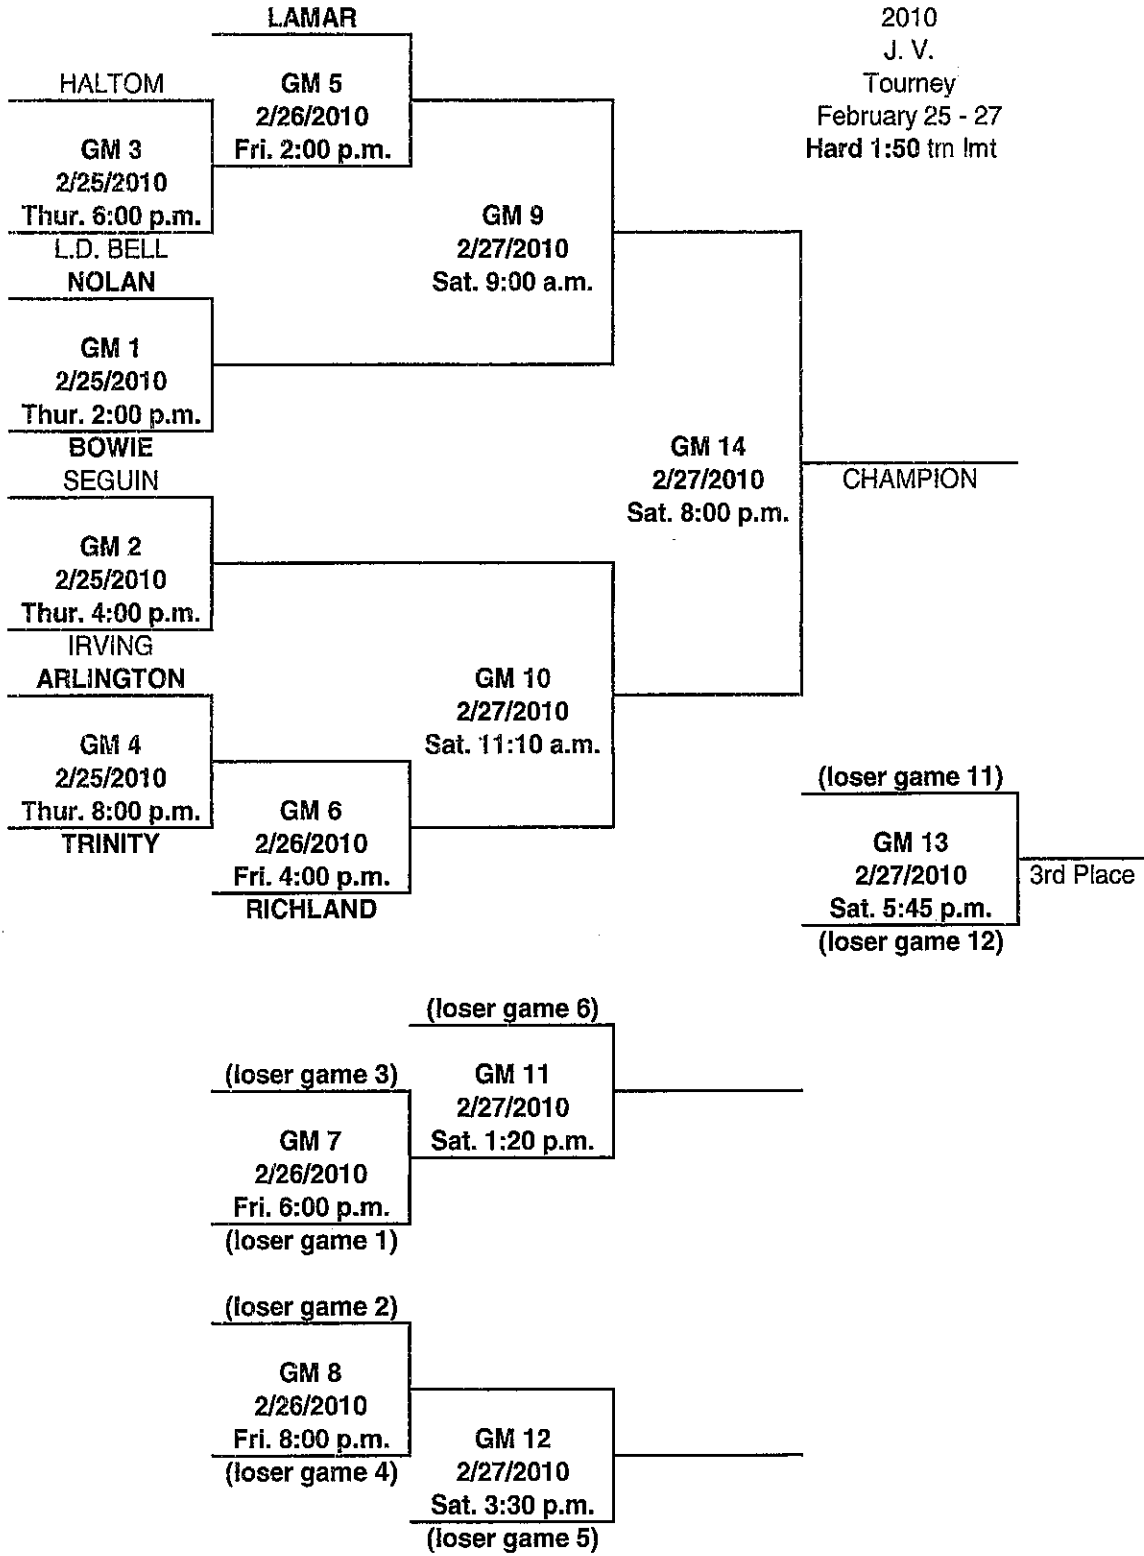 LAMAR
2010
J. V.
Tourney
February 25 - 27
Hard 1:50 tm lmt
HALTOM
GM 5
2/26/2010
Fri. 2:00 p.m.
GM 3
2/25/2010
Thur. 6:00 p.m.
L.D. BELL
GM 9
2/27/2010
Sat. 9:00 a.m.
NOLAN
GM 1
2/25/2010
Thur. 2:00 p.m.
BOWIE
SEGUIN
GM 14
2/27/2010
Sat. 8:00 p.m.
CHAMPION
GM 2
2/25/2010
Thur. 4:00 p.m.
IRVING
ARLINGTON
GM 10
2/27/2010
Sat. 11:10 a.m.
GM 4
2/25/2010
Thur. 8:00 p.m.
TRINITY
GM 6
2/26/2010
Fri. 4:00 p.m.
RICHLAND
(loser game 11)
GM 13
2/27/2010
Sat. 5:45 p.m.
(loser game 12)
3rd Place
(loser game 6)
GM 11
2/27/2010
Sat. 1:20 p.m.
(loser game 3)
GM 7
2/26/2010
Fri. 6:00 p.m.
(loser game 1)
(loser game 2)
GM 8
2/26/2010
Fri. 8:00 p.m.
(loser game 4)
GM 12
2/27/2010
Sat. 3:30 p.m.
(loser game 5)